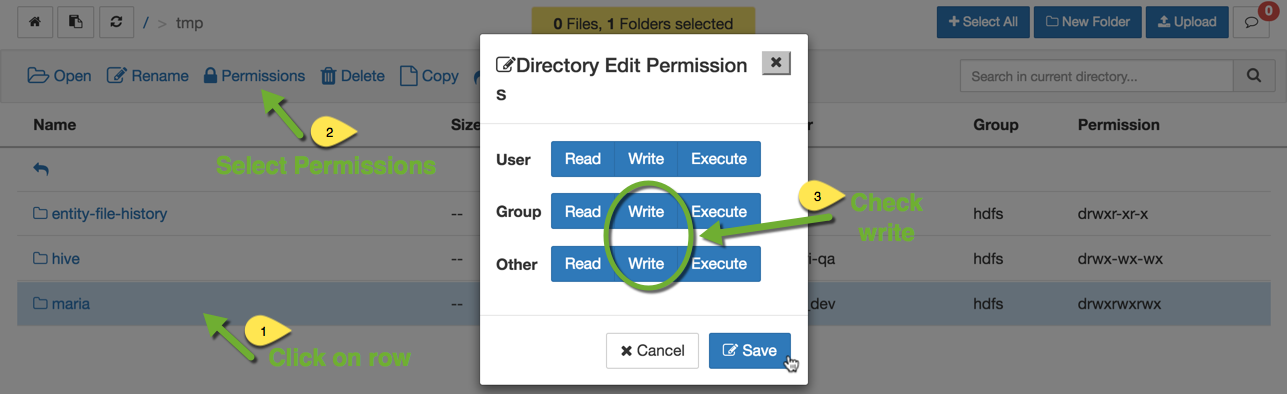 / > tmp
0 Files, 1 Folders selected
Select All
New Folder
Upload
0
Open
Rename
Permissions
Delete
Copy
Search in current directory...
Directory Edit Permission
s
Name
Size
r
Group
Permission
2
Select Permissions
User Read Write Execute
entity-file-history
--
Group Read Write Execute
3
Check
write
hdfs
drwxr-xr-x
hive
--
Other Read Write Execute
i-qa
hdfs
drwx-wx-wx
maria
--
_dev
hdfs
drwxrwxrwx
1
Click on row
Cancel
Save